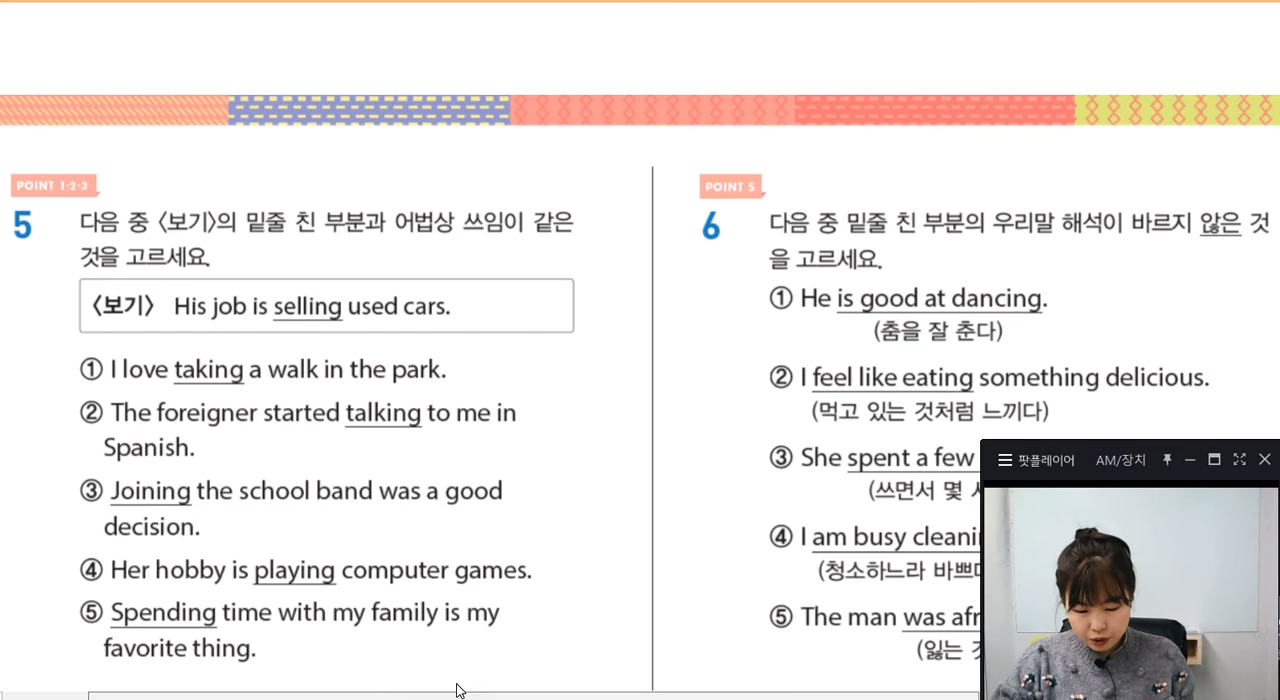 POINT 1·2·3
5 다음 중 〈보기〉의 밑줄 친 부분과 어법상 쓰임이 같은
것을 고르세요.
〈보기〉 His job is selling used cars.
① I love taking a walk in the park.
② The foreigner started talking to me in
Spanish.
③ Joining the school band was a good
decision.
④ Her hobby is playing computer games.
⑤ Spending time with my family is my
favorite thing.
POINT 5
6 다음 중 밑줄 친 부분의 우리말 해석이 바르지 않은 것
을 고르세요.
① He is good at dancing.
(춤을 잘 춘다)
② I feel like eating something delicious.
(먹고 있는 것처럼 느끼다)
③ She spent a few
(쓰면서 몇
④ I am busy
(청소하느라
⑤ The man was
(잃는
팟플레이어 AM/장치